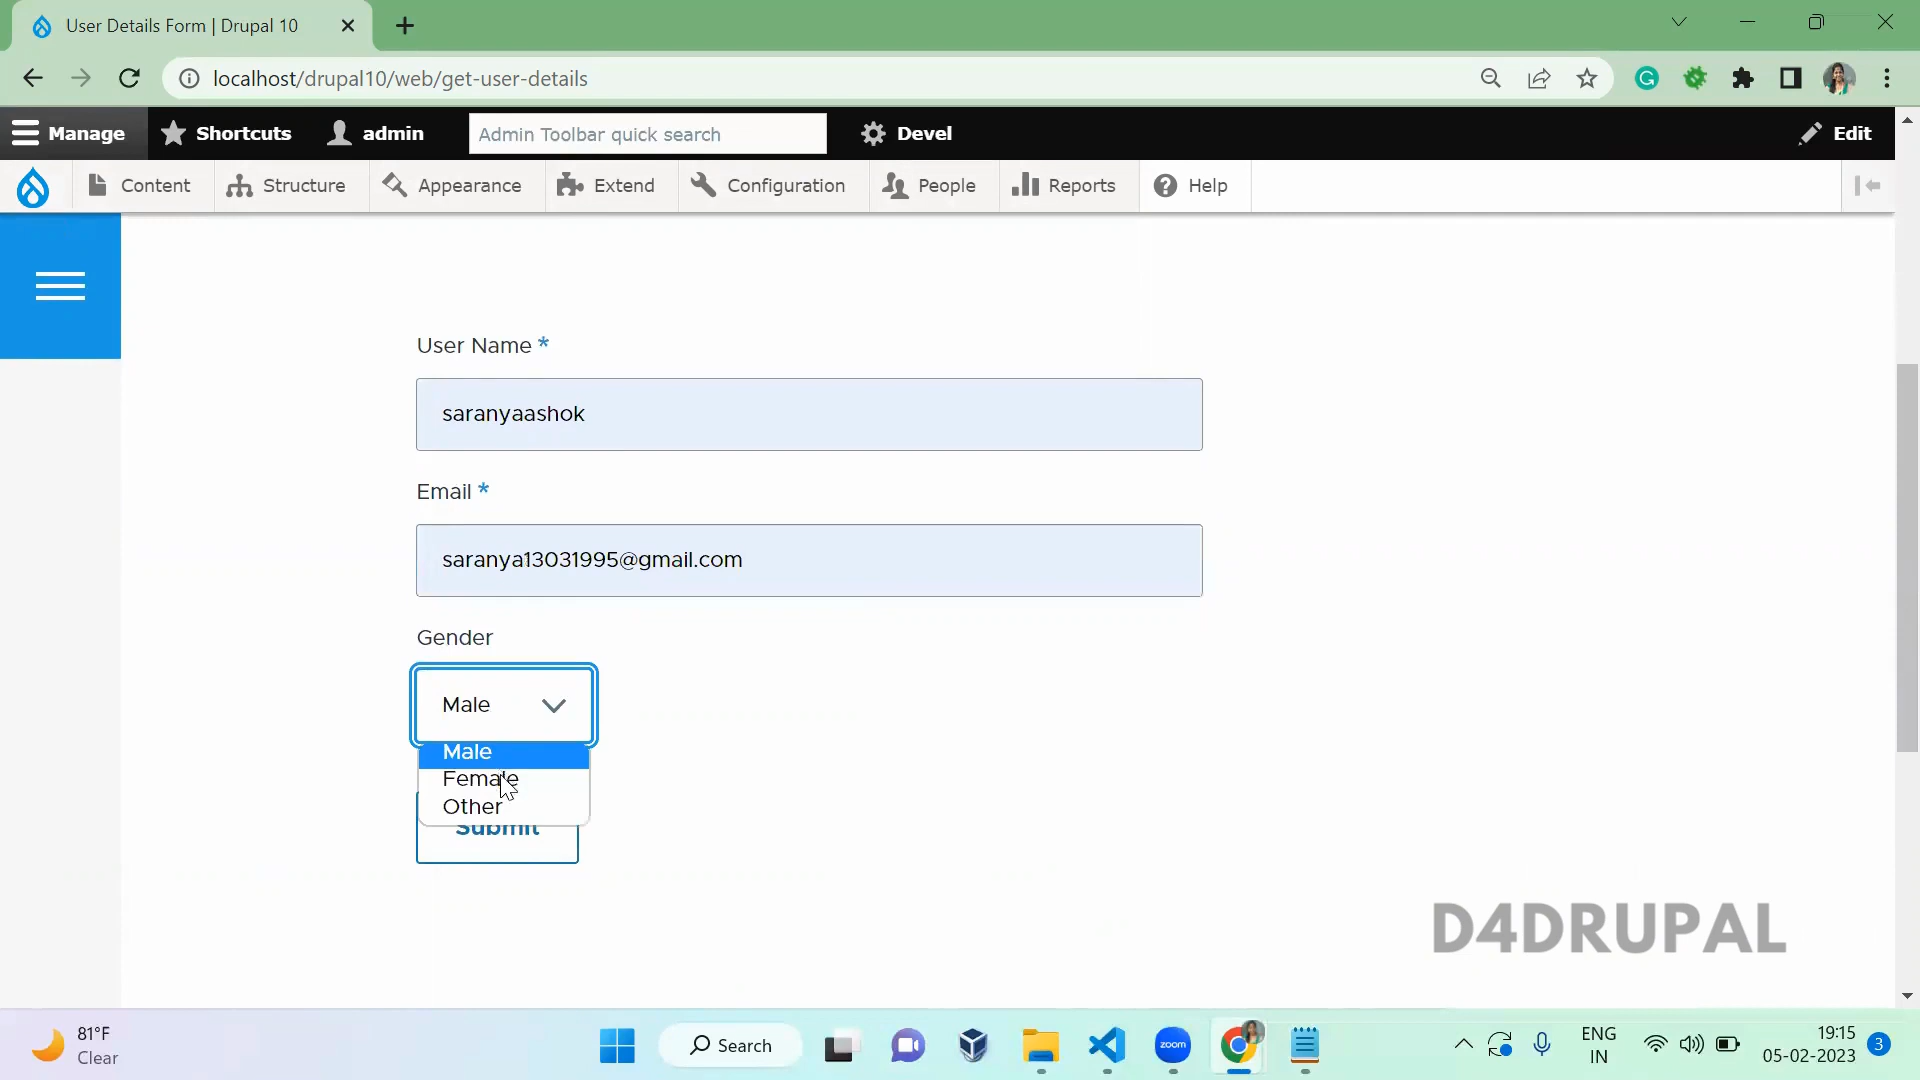 User Details Form | Drupal 10
localhost/drupal10/web/get-user-details
Manage Shortcuts admin Admin Toolbar quick search Devel Edit
Content Structure Appearance Extend Configuration People Reports Help
User Name *
saranyaashok
Email *
saranya13031995@gmail.com
Gender
Male
Male
Female
Other
Submit
D4DRUPAL
81°F
Clear
Search
zoom
ENG
IN
19:15
05-02-2023
3